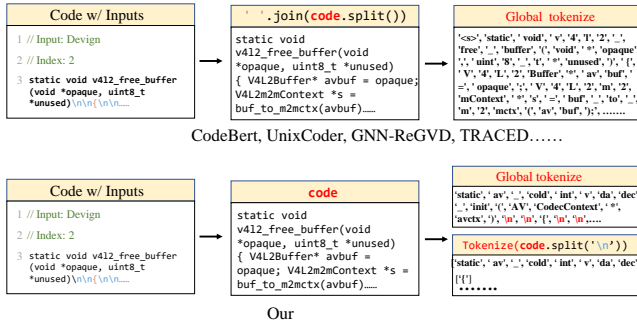 Code w/ Inputs
1 // Input: Devign
2 // Index: 2
3 static void v4l2_free_buffer
(void *opaque, uint8_t
*unused)\n\n{\n\n……
' '.join(code.split())
static void
v4l2_free_buffer(void
*opaque, uint8_t *unused)
{ V4L2Buffer* avbuf = opaque;
V4L2m2mContext *s =
buf_to_m2mctx(avbuf)……
Global tokenize
'<s>', 'static', ' void', ' v', '4', 'l', '2', '_',
'free', '_', 'buffer', '(', 'void', ' *', 'opaque
',',', ' uint', '8', '_', 't', ' *', 'unused', ')', ' {',
' V', '4', 'L', '2', 'Buffer', '*', ' av', 'buf', '
=', ' opaque', ';', ' V', '4', 'L', '2', 'm', '2',
'mContext', ' *', 's', ' =', ' buf', '_', 'to', '_',
'm', '2', 'mctx', '(', 'av', 'buf', ');', …….
CodeBert, UnixCoder, GNN-ReGVD, TRACED……
Code w/ Inputs
1 // Input: Devign
2 // Index: 2
3 static void v4l2_free_buffer
(void *opaque, uint8_t
*unused)\n\n{\n\n……
code
static void
v4l2_free_buffer(void
*opaque, uint8_t *unused)
{ V4L2Buffer* avbuf =
opaque; V4L2m2mContext *s =
buf_to_m2mctx(avbuf)……
Global tokenize
'static', ' av', '_', 'cold', ' int', ' v', 'da', 'dec'
'_', 'init', '(', 'AV', 'CodecContext', ' *',
'avctx', ')', '\n', '\n', '{', '\n', '\n',….
Tokenize(code.split('\n'))
['static', ' av', '_', 'cold', ' int', ' v', 'da', 'dec'
['{']
•••••••
Our